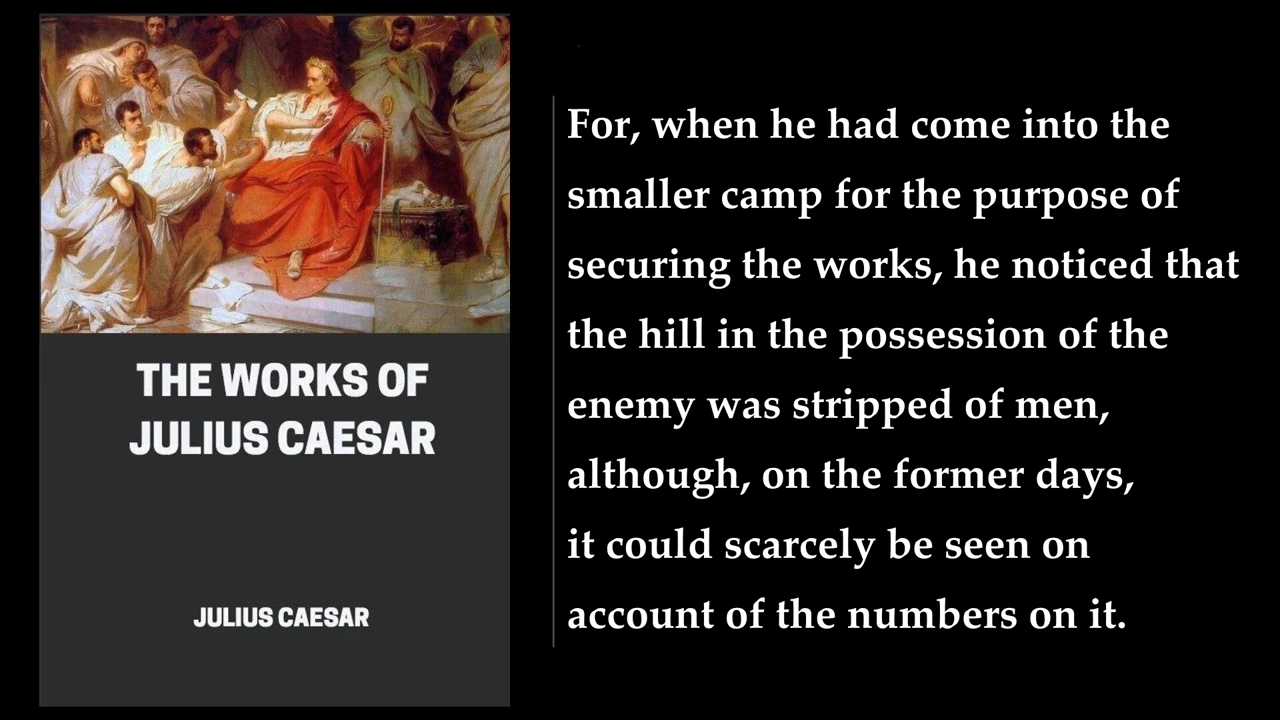 THE WORKS OF
JULIUS CAESAR
JULIUS CAESAR
For, when he had come into the
smaller camp for the purpose of
securing the works, he noticed that
the hill in the possession of the
enemy was stripped of men,
although, on the former days,
it could scarcely be seen on
account of the numbers on it.